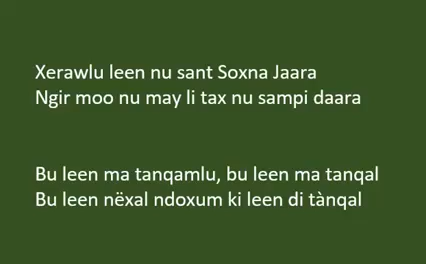 Xerawlu leen nu sant Soxna Jaara
Ngir moo nu may li tax nu sampi daara
Bu leen ma tanqamlu, bu leen ma tanqal
Bu leen nëxal ndoxum ki leen di tànqal